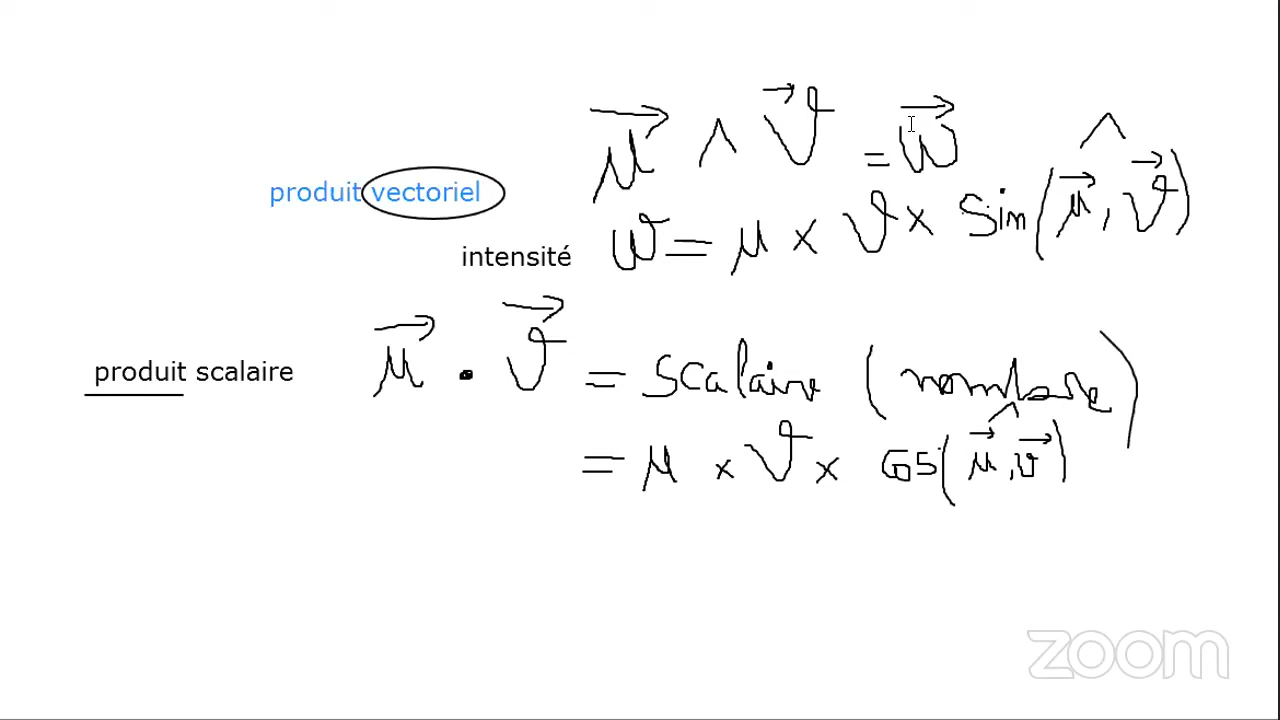 μ⃗ ∧ v⃗ = w⃗
produit vectoriel
intensité w = μ × v × Sin(μ⃗, v⃗)
produit scalaire μ⃗ · v⃗ = Scalaire (nombre)
= μ × v × cos(μ⃗, v⃗)
zoom